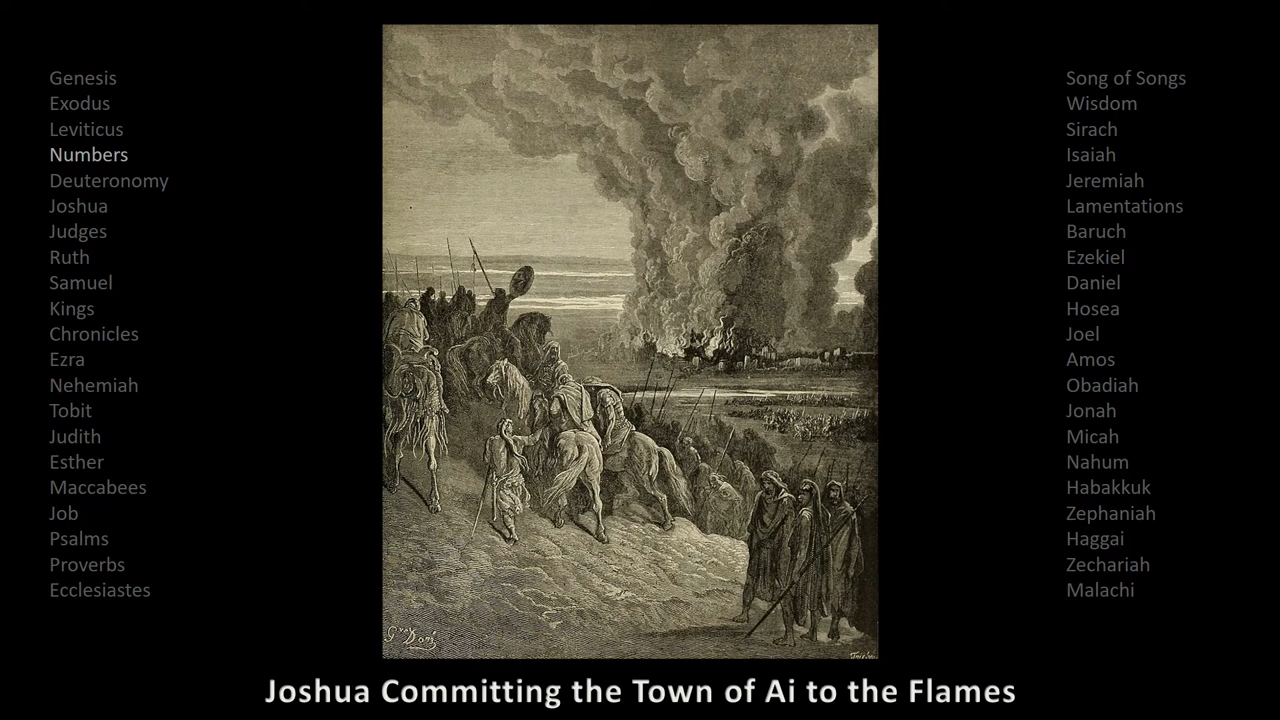 Genesis
Exodus
Leviticus
Numbers
Deuteronomy
Joshua
Judges
Ruth
Samuel
Kings
Chronicles
Ezra
Nehemiah
Tobit
Judith
Esther
Maccabees
Job
Psalms
Proverbs
Ecclesiastes
Song of Songs
Wisdom
Sirach
Isaiah
Jeremiah
Lamentations
Baruch
Ezekiel
Daniel
Hosea
Joel
Amos
Obadiah
Jonah
Micah
Nahum
Habakkuk
Zephaniah
Haggai
Zechariah
Malachi
Joshua Committing the Town of Ai to the Flames